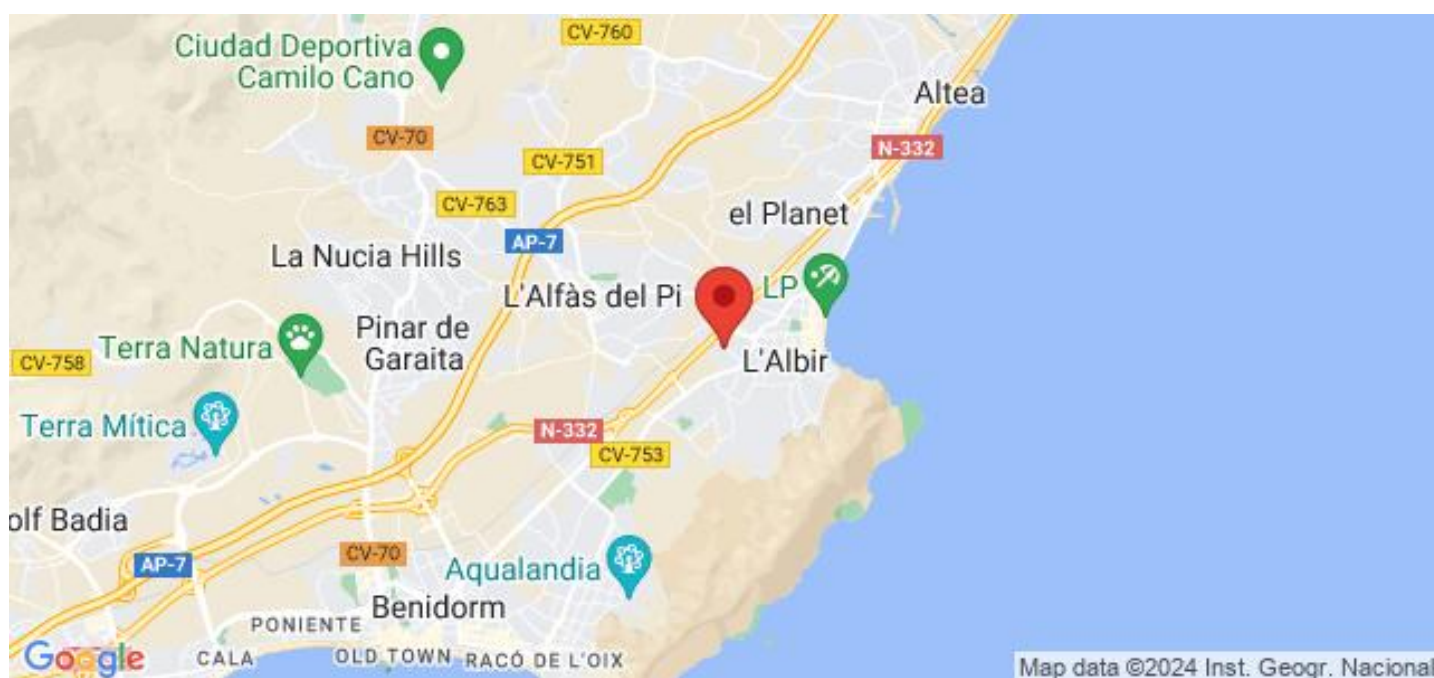 CV-760
Ciudad Deportiva
Camilo Cano
Altea
CV-70
N-332
CV-751
CV-763
el Planet
AP-7
La Nucia Hills
LP
L'Alfàs del Pi
Pinar de
Garaita
Terra Natura
CV-758
L'Albir
Terra Mítica
N-332
CV-753
olf Badia
CV-70
AP-7
Aqualandia
Benidorm
PONIENTE
Google
CALA
OLD TOWN
RACÓ DE L'OIX
Map data ©2024 Inst. Geogr. Nacional